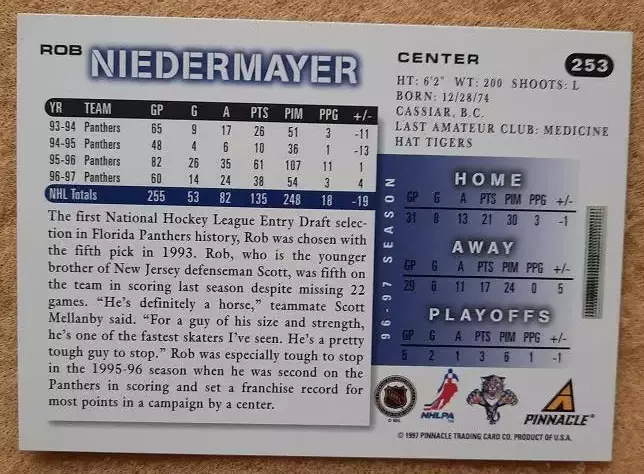 ROB NIEDERMAYER
CENTER
253
HT: 6'2" WT: 200 SHOOTS: L
BORN: 12/28/74
CASSIAR, B.C.
LAST AMATEUR CLUB: MEDICINE
HAT TIGERS
YR TEAM GP G A PTS PIM PPG +/-
93-94 Panthers 65 9 17 26 51 3 -11
94-95 Panthers 48 4 6 10 36 1 -13
95-96 Panthers 82 26 35 61 107 11 1
96-97 Panthers 60 14 24 38 54 3 4
NHL Totals 255 53 82 135 248 18 -19
The first National Hockey League Entry Draft selec-
tion in Florida Panthers history, Rob was chosen with
the fifth pick in 1993. Rob, who is the younger
brother of New Jersey defenseman Scott, was fifth on
the team in scoring last season despite missing 22
games. "He's definitely a horse," teammate Scott
Mellanby said. "For a guy of his size and strength,
he's one of the fastest skaters I've seen. He's a pretty
tough guy to stop." Rob was especially tough to stop
in the 1995-96 season when he was second on the
Panthers in scoring and set a franchise record for
most points in a campaign by a center.
96-97 SEASON
HOME
GP G A PTS PIM PPG +/-
31 8 13 21 30 3 -1
AWAY
GP G A PTS PIM PPG +/-
29 6 11 17 24 0 5
PLAYOFFS
GP G A PTS PIM PPG +/-
5 2 1 3 6 1 -1
NHLPA
PINNACLE
© 1997 PINNACLE TRADING CARD CO. PRODUCT OF U.S.A.